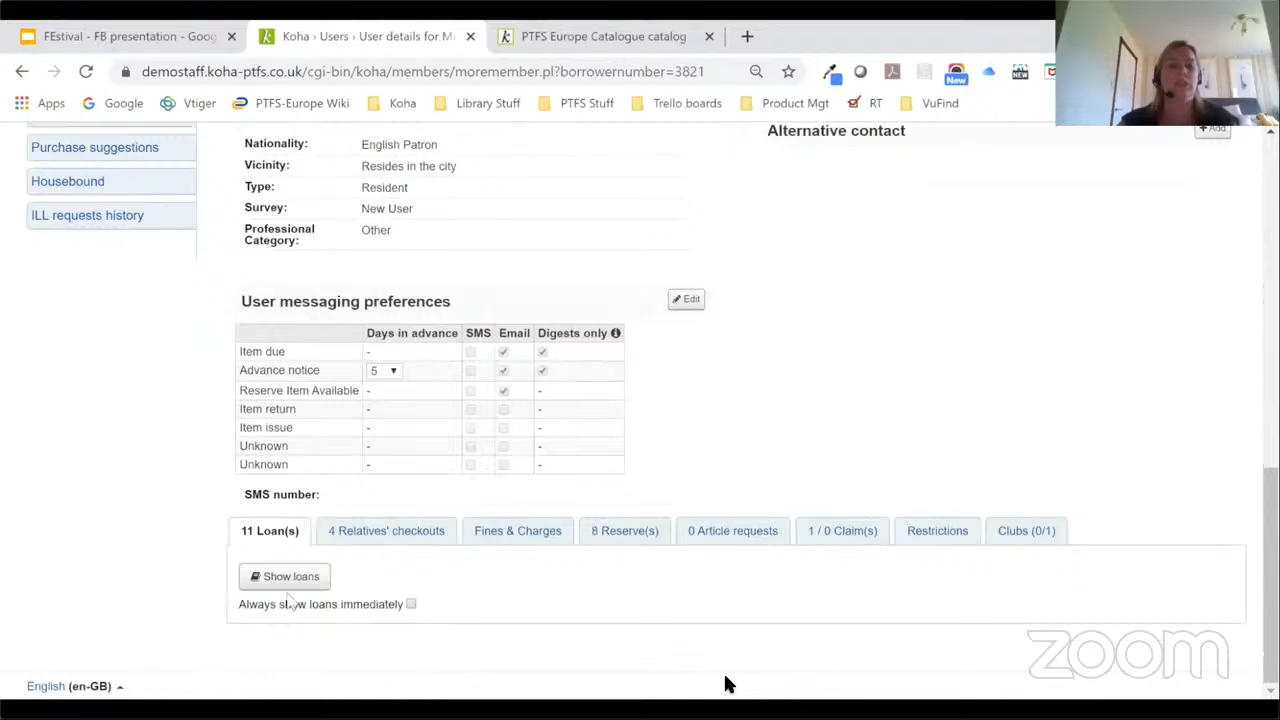 FEstival - FB presentation - Goog
Koha › Users › User details for M
PTFS Europe Catalogue catalog
demostaff.koha-ptfs.co.uk/cgi-bin/koha/members/moremember.pl?borrowernumber=3821
New
NEW
Apps
Google
Vtiger
PTFS-Europe Wiki
Koha
Library Stuff
PTFS Stuff
Trello boards
Product Mgt
RT
VuFind
Purchase suggestions
Housebound
ILL requests history
Nationality: English Patron
Vicinity: Resides in the city
Type: Resident
Survey: New User
Professional Category: Other
Alternative contact
Add
User messaging preferences
Edit
Days in advance SMS Email Digests only
Item due -
Advance notice 5
Reserve Item Available - -
Item return - -
Item issue - -
Unknown - -
Unknown - -
SMS number:
11 Loan(s) 4 Relatives' checkouts Fines & Charges 8 Reserve(s) 0 Article requests 1 / 0 Claim(s) Restrictions Clubs (0/1)
Show loans
Always show loans immediately
zoom
English (en-GB)